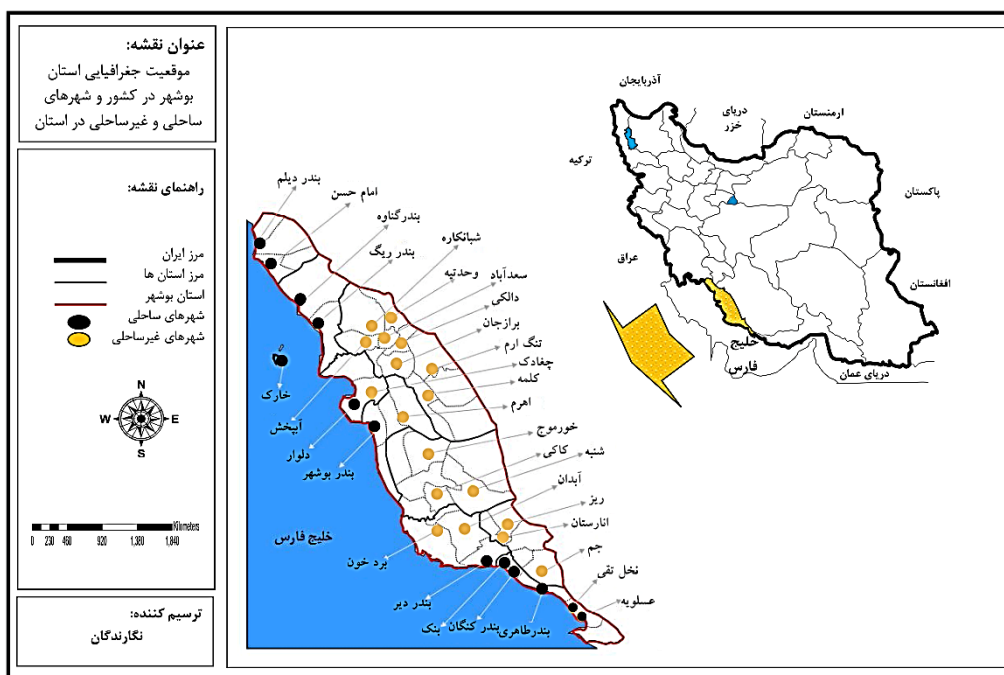 عنوان نقشه:
موقعیت جغرافیایی استان
بوشهر در کشور و شهرهای
ساحلی و غیرساحلی در استان
راهنمای نقشه:
مرز ایران
مرز استان ها
استان بوشهر
شهرهای ساحلی
شهرهای غیرساحلی
N
W E
S
Kilometers
0 230 460 920 1,380 1,840
ترسیم کننده:
نگارندگان
بندر دیلم
امام حسن
بندرگناوه
بندر ریگ
شبانکاره
وحدتیه
سعدآباد
دالکی
برازجان
تنگ ارم
چغادک
کلمه
اهرم
خورموج
کاکی
شنبه
آبدان
ریز
انارستان
جم
نخل تقی
عسلویه
خارک
آبپخش
دلوار
بندر بوشهر
خلیج فارس
برد خون
بندر دیر
بنک
بندر کنگان
بندرطاهری
آذربایجان
ارمنستان
دریای
خزر
ترکیه
پاکستان
عراق
افغانستان
خلیج
فارس
دریای عمان